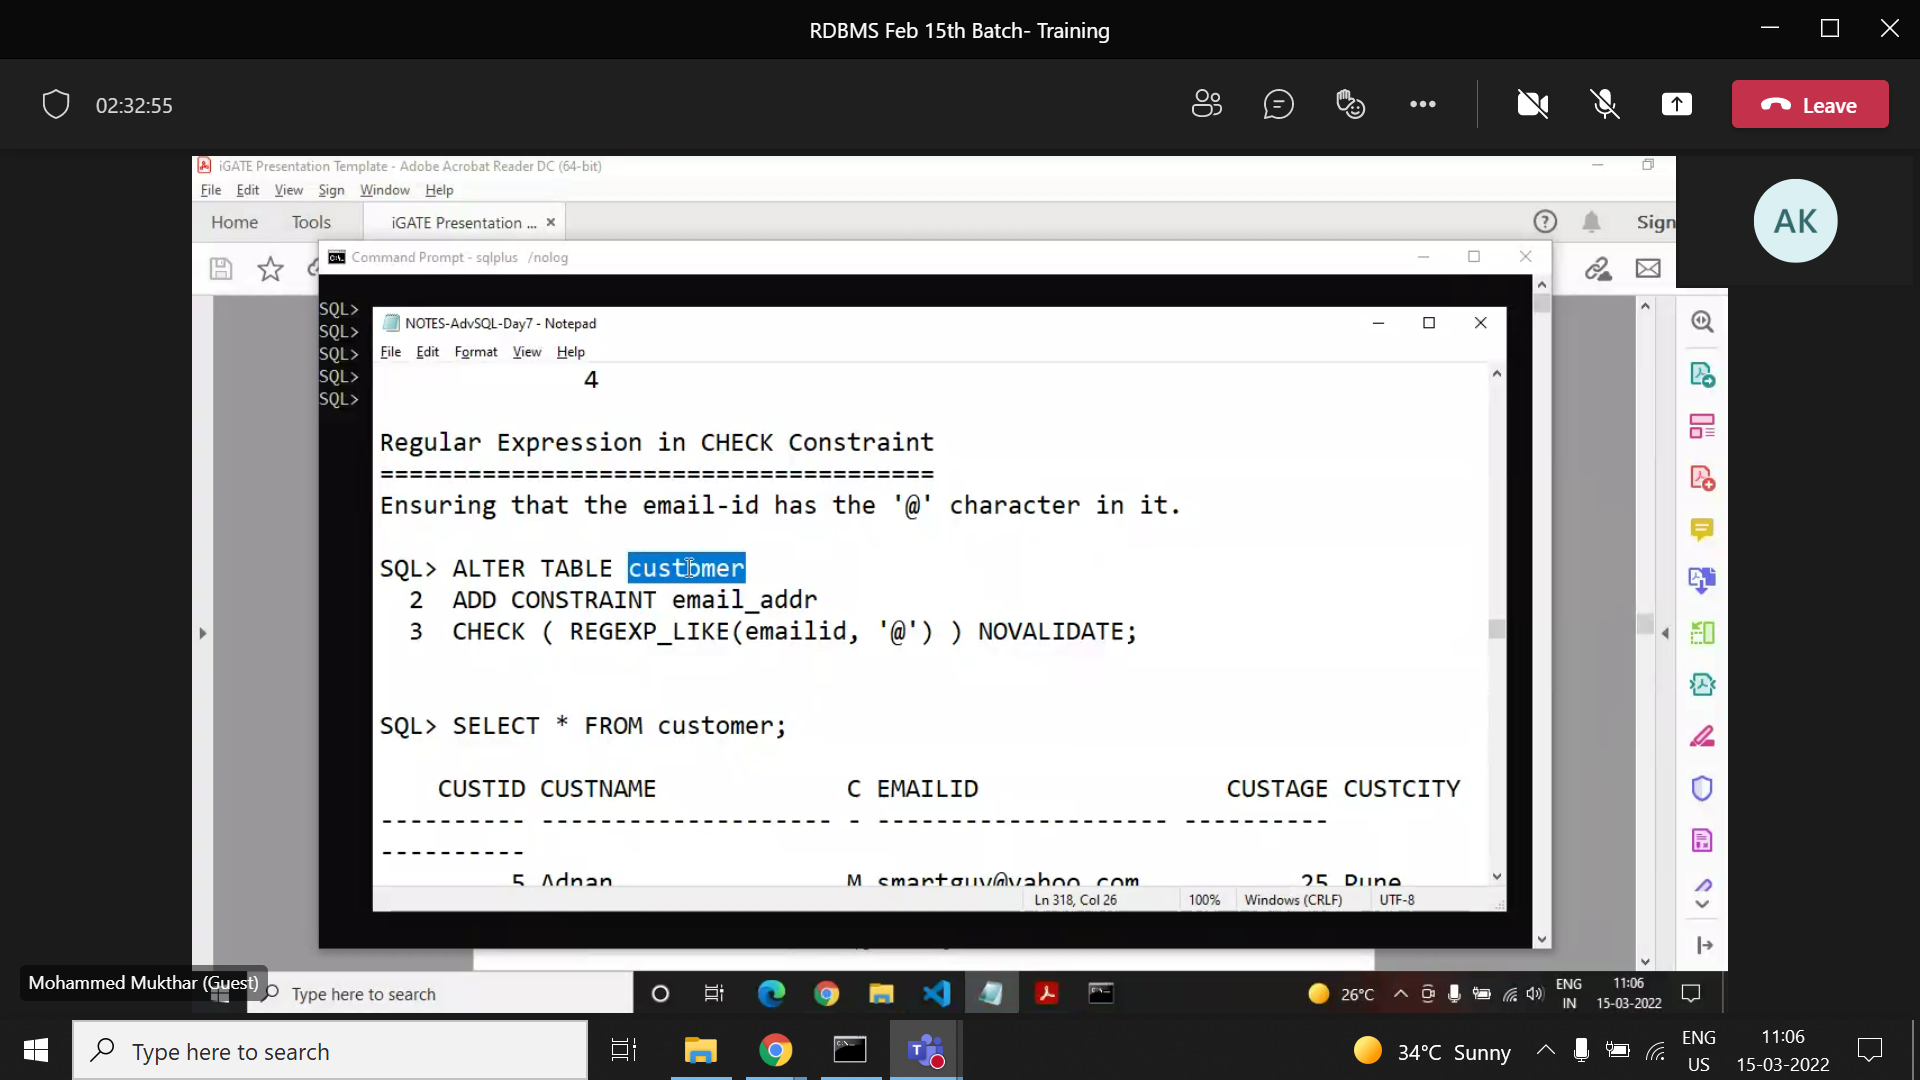 RDBMS Feb 15th Batch- Training
02:32:55
Leave
iGATE Presentation Template - Adobe Acrobat Reader DC (64-bit)
File Edit View Sign Window Help
Home Tools iGATE Presentation ... ×
Sign
AK
Command Prompt - sqlplus /nolog
SQL>
SQL>
SQL>
SQL>
SQL>
NOTES-AdvSQL-Day7 - Notepad
File Edit Format View Help
4
Regular Expression in CHECK Constraint
======================================
Ensuring that the email-id has the '@' character in it.
SQL> ALTER TABLE customer
2 ADD CONSTRAINT email_addr
3 CHECK ( REGEXP_LIKE(emailid, '@') ) NOVALIDATE;
SQL> SELECT * FROM customer;
CUSTID CUSTNAME C EMAILID CUSTAGE CUSTCITY
---------- -------------------- - -------------------- ----------
----------
5 Adnan M smartguy@yahoo.com 25 Pune
Ln 318, Col 26 100% Windows (CRLF) UTF-8
Mohammed Mukthar (Guest)
Type here to search
26°C
ENG
IN
11:06
15-03-2022
Type here to search
34°C Sunny
ENG
US
11:06
15-03-2022